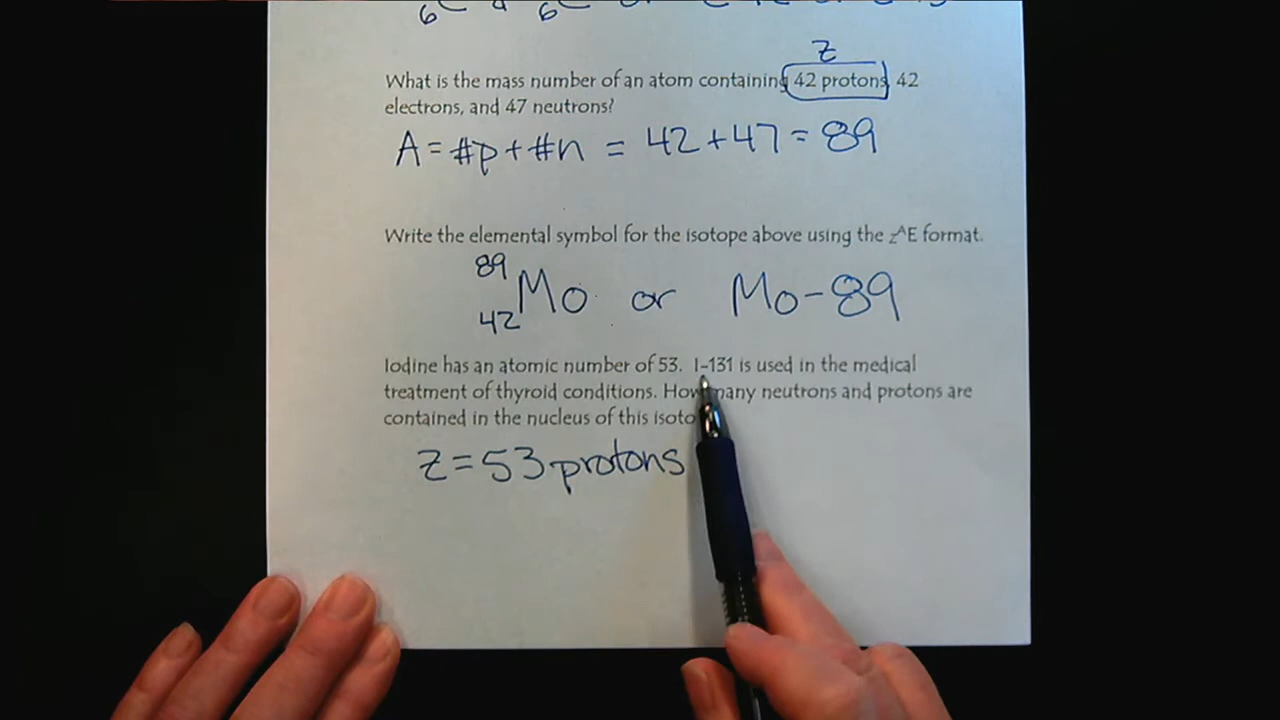 Z
What is the mass number of an atom containing 42 protons, 42
electrons, and 47 neutrons?
A = #p + #n = 42 + 47 = 89
Write the elemental symbol for the isotope above using the zᴬE format.
89
Mo or Mo-89
42
Iodine has an atomic number of 53. I-131 is used in the medical
treatment of thyroid conditions. How many neutrons and protons are
contained in the nucleus of this
Z = 53 protons